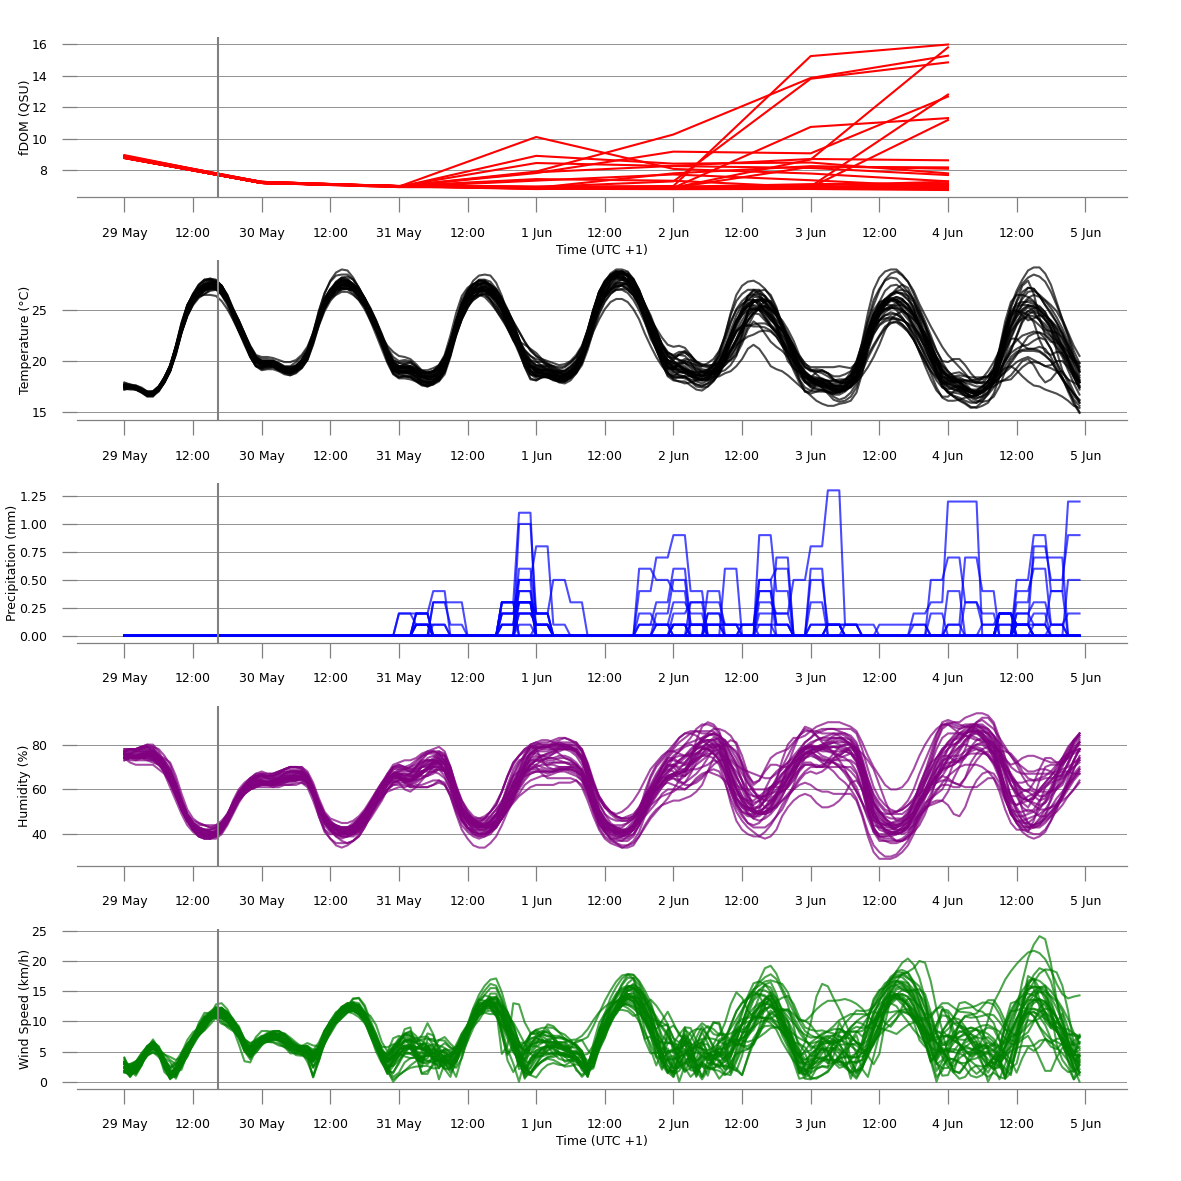 16
14
12
10
8
fDOM (QSU)
29 May 12:00 30 May 12:00 31 May 12:00 1 Jun 12:00 2 Jun 12:00 3 Jun 12:00 4 Jun 12:00 5 Jun
Time (UTC +1)
25
20
15
Temperature (°C)
29 May 12:00 30 May 12:00 31 May 12:00 1 Jun 12:00 2 Jun 12:00 3 Jun 12:00 4 Jun 12:00 5 Jun
1.25
1.00
0.75
0.50
0.25
0.00
Precipitation (mm)
29 May 12:00 30 May 12:00 31 May 12:00 1 Jun 12:00 2 Jun 12:00 3 Jun 12:00 4 Jun 12:00 5 Jun
80
60
40
Humidity (%)
29 May 12:00 30 May 12:00 31 May 12:00 1 Jun 12:00 2 Jun 12:00 3 Jun 12:00 4 Jun 12:00 5 Jun
25
20
15
10
5
0
Wind Speed (km/h)
29 May 12:00 30 May 12:00 31 May 12:00 1 Jun 12:00 2 Jun 12:00 3 Jun 12:00 4 Jun 12:00 5 Jun
Time (UTC +1)